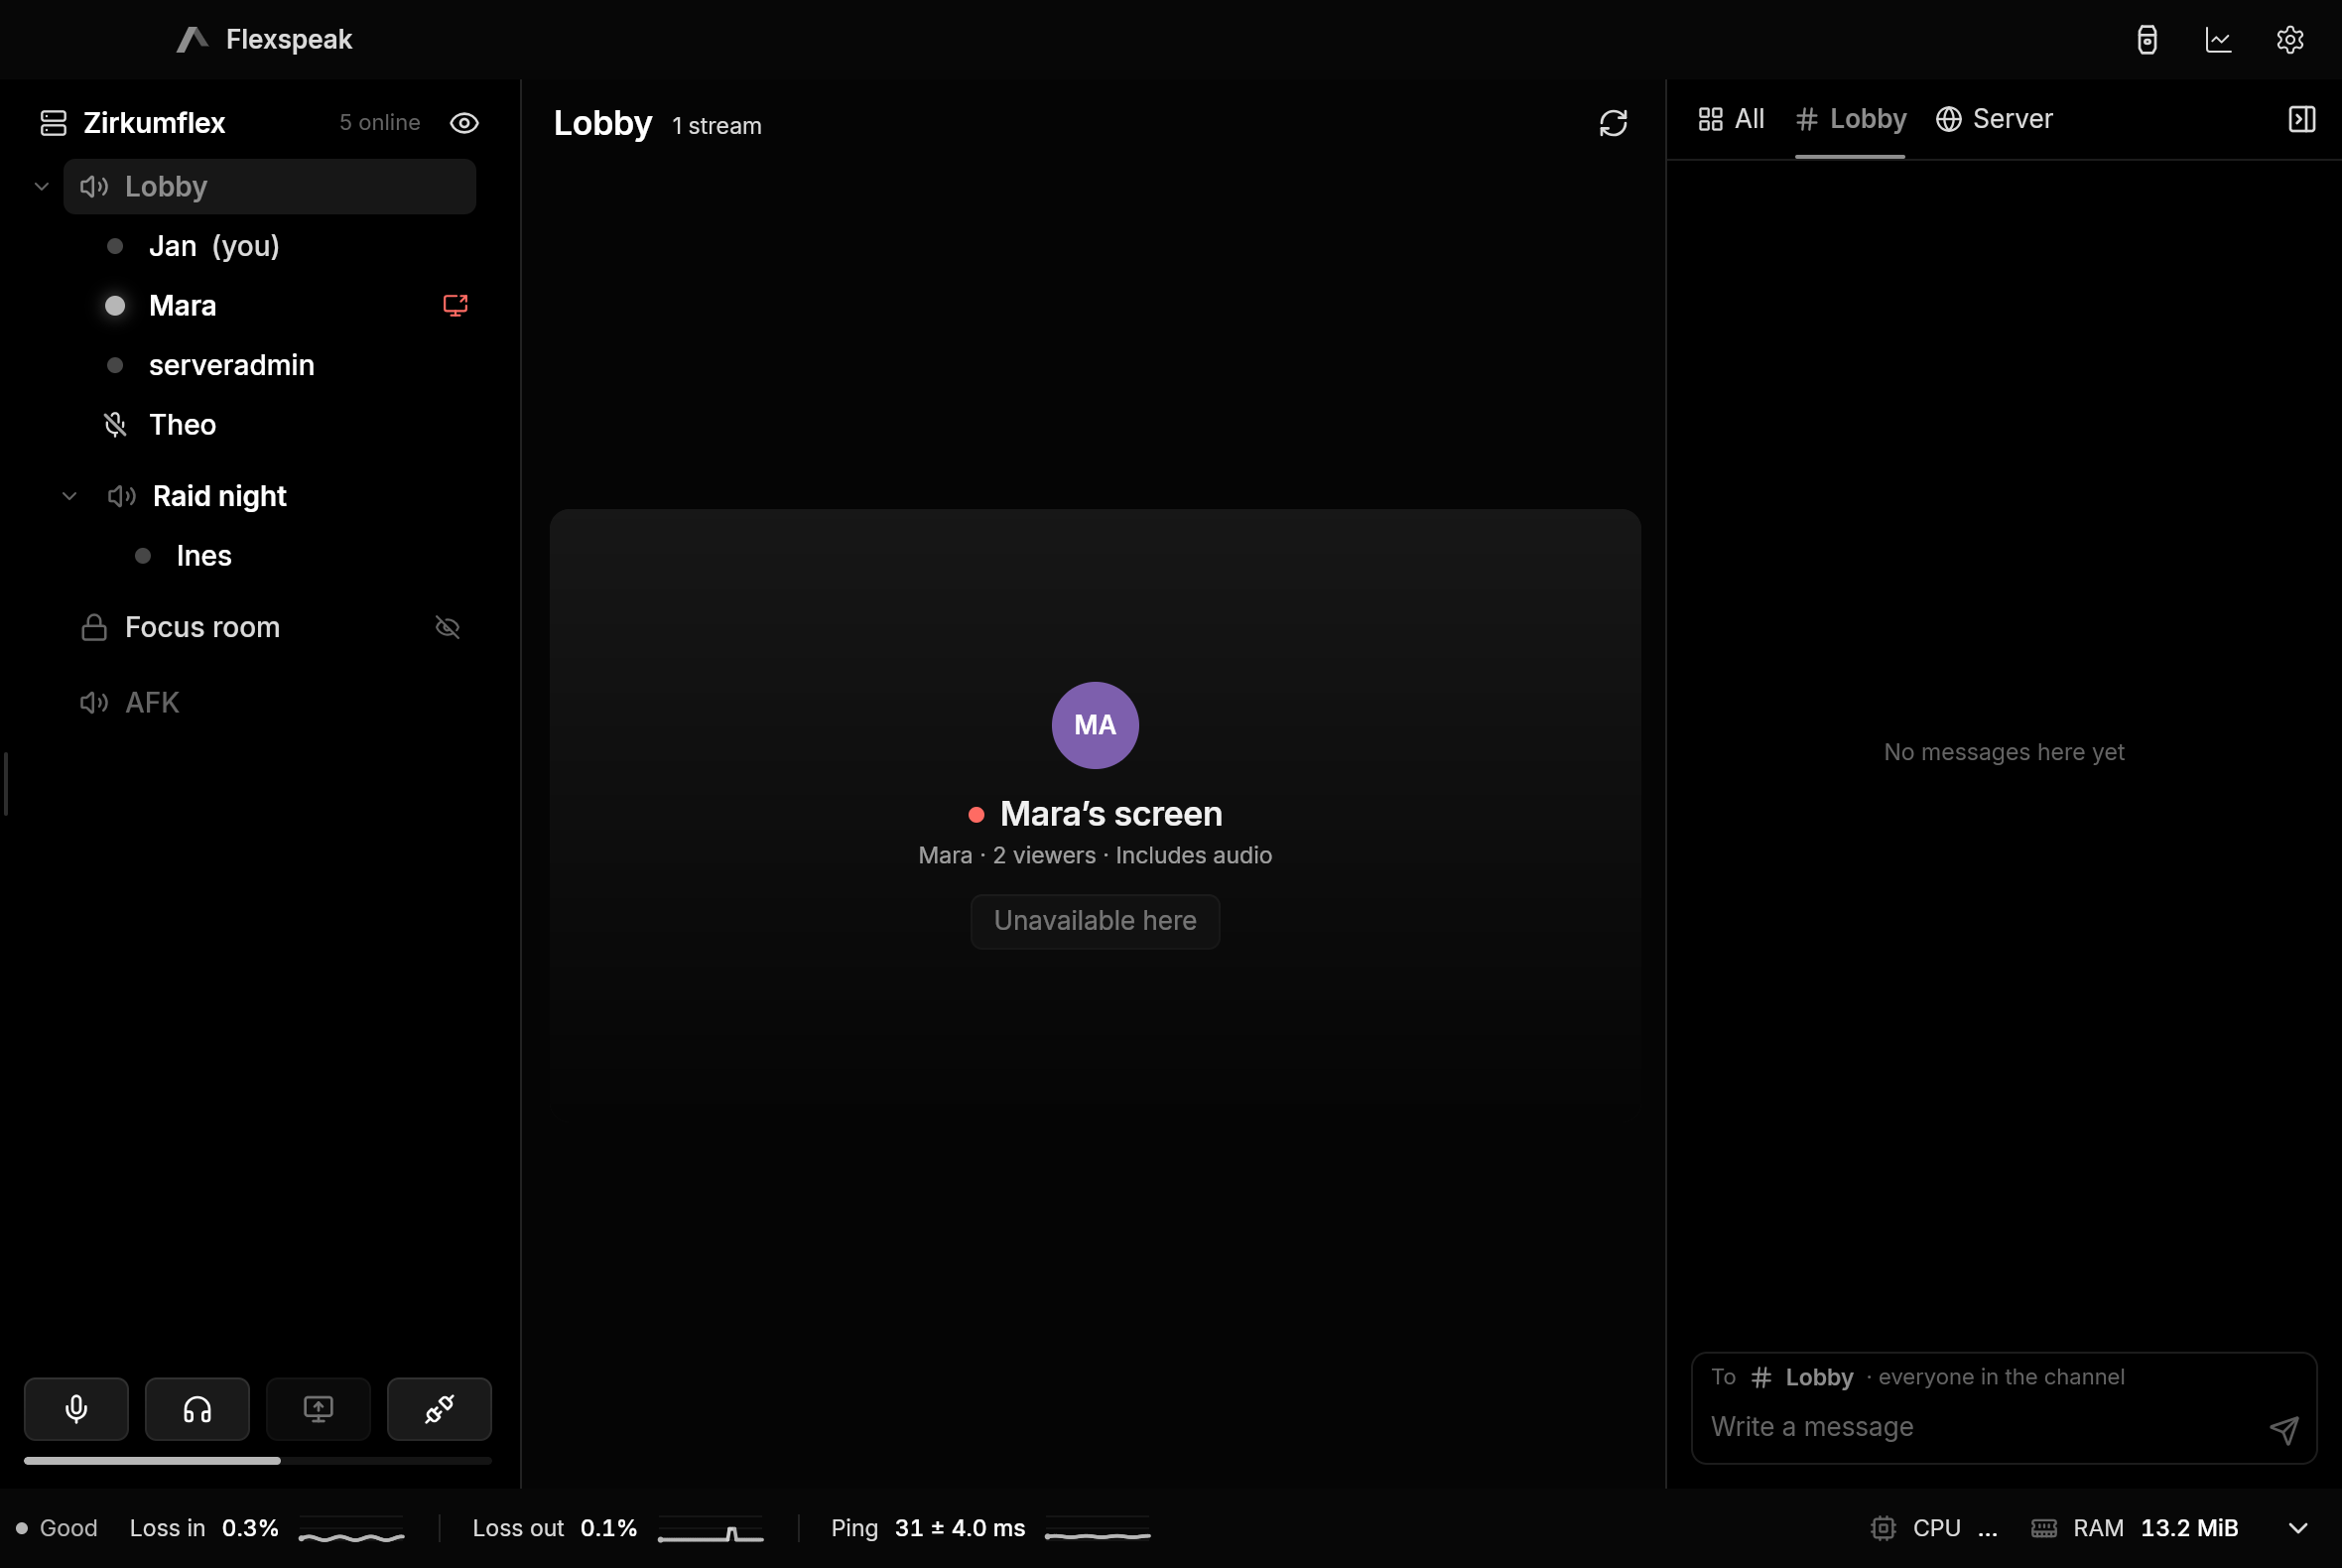 Flexspeak
Zirkumflex 5 online
Lobby
Jan (you)
Mara
serveradmin
Theo
Raid night
Ines
Focus room
AFK
Lobby 1 stream
MA
Mara’s screen
Mara · 2 viewers · Includes audio
Unavailable here
All # Lobby Server
No messages here yet
To # Lobby · everyone in the channel
Write a message
Good Loss in 0.3% Loss out 0.1% Ping 31 ± 4.0 ms CPU ... RAM 13.2 MiB